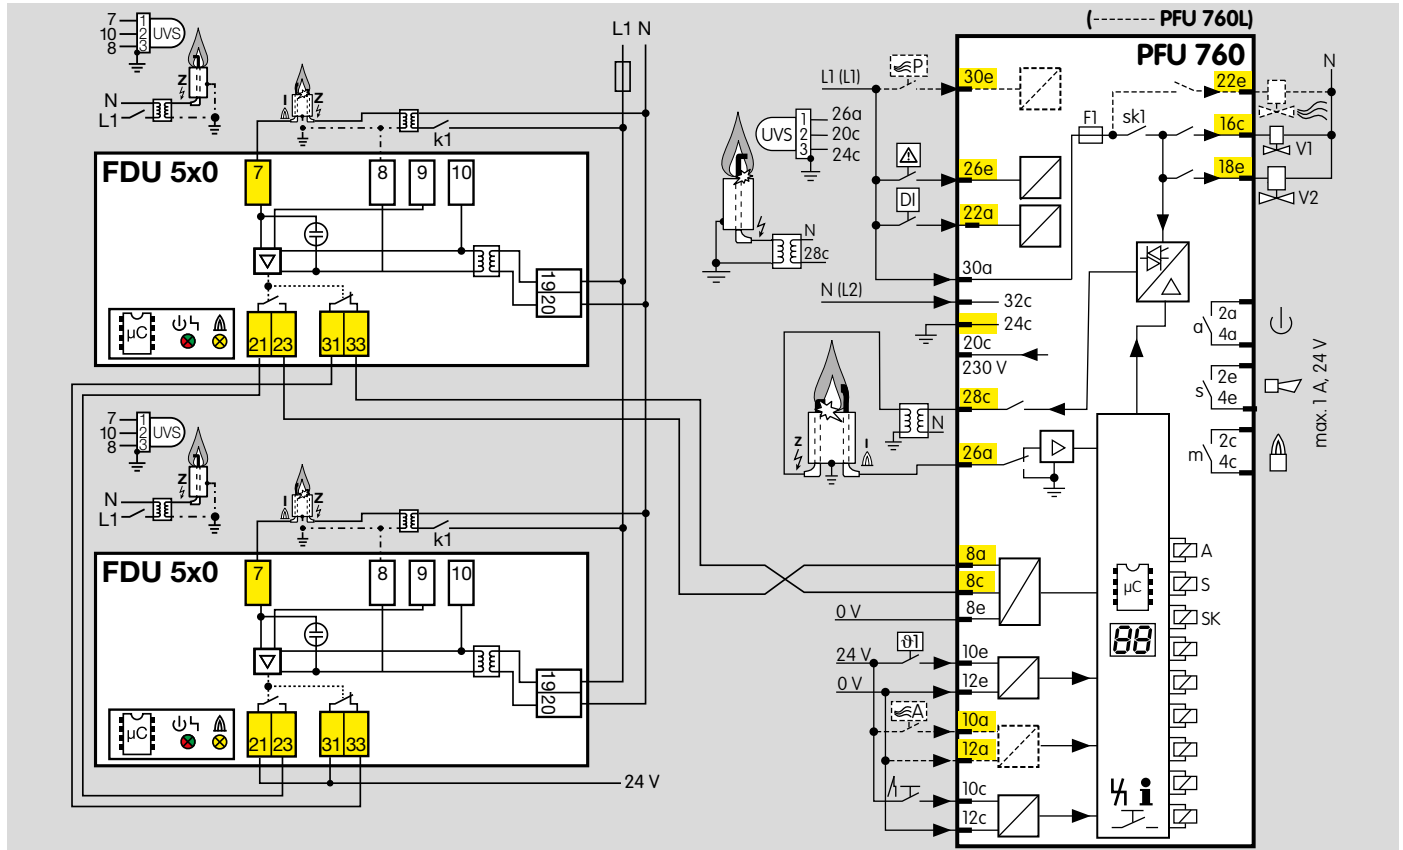 7
10
8
1
2
3
UVS
Z
N
L1
I
Z
k1
L1 N
FDU 5x0
7
8
9
10
19
20
µC
21 23
31 33
7
10
8
1
2
3
UVS
Z
N
L1
I
Z
k1
FDU 5x0
7
8
9
10
19
20
µC
21 23
31 33
24 V
(-------- PFU 760L)
PFU 760
N
L1 (L1)
P
30e
22e
UVS
1
2
3
26a
20c
24c
F1
sk1
16c
V1
26e
18e
V2
DI
22a
N
28c
30a
N (L2)
32c
24c
20c
230 V
a
2a
4a
s
2e
4e
m
2c
4c
max. 1 A, 24 V
28c
N
Z
I
26a
8a
8c
0 V
8e
µC
88
A
S
SK
ϑ1
24 V
10e
0 V
12e
A
10a
12a
10c
12c
i